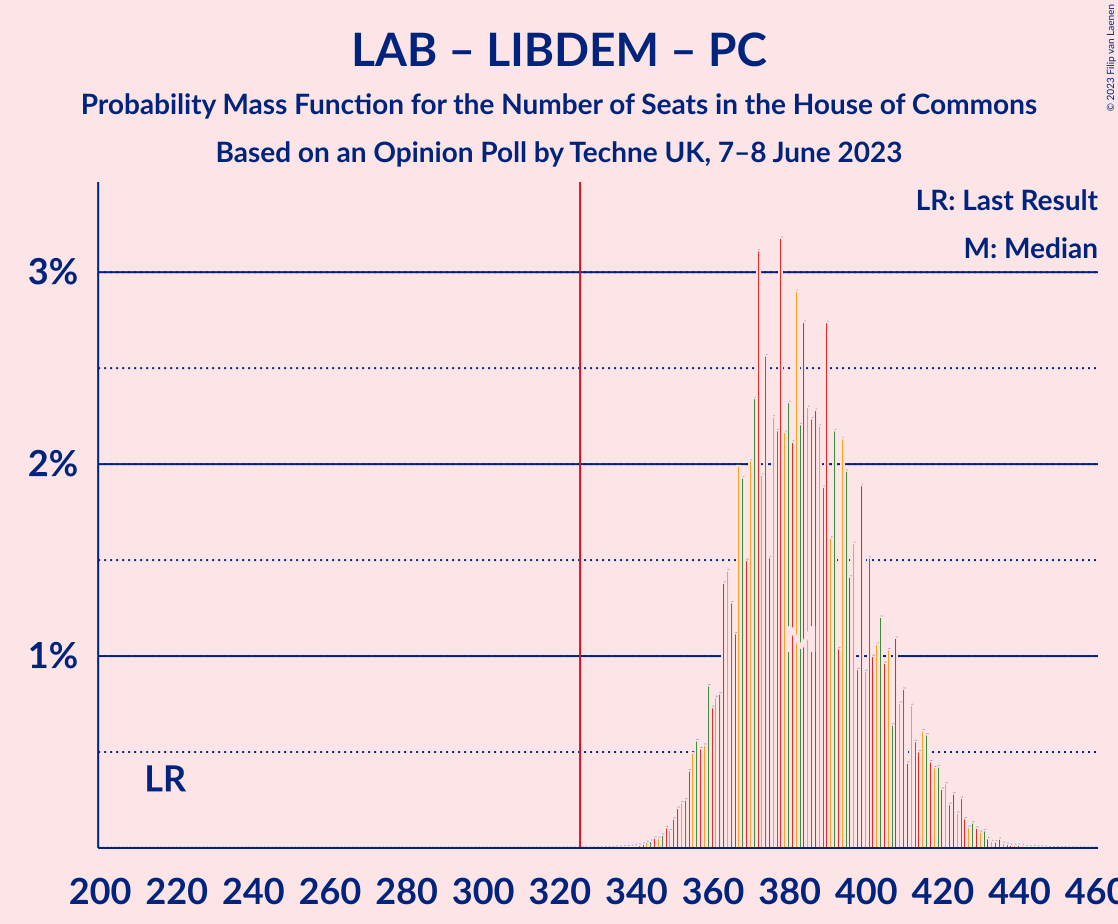 LAB – LIBDEM – PC
Probability Mass Function for the Number of Seats in the House of Commons
Based on an Opinion Poll by Techne UK, 7–8 June 2023
© 2023 Filip van Laenen
LR: Last Result
M: Median
3%
2%
1%
LR
M
200 220 240 260 280 300 320 340 360 380 400 420 440 460